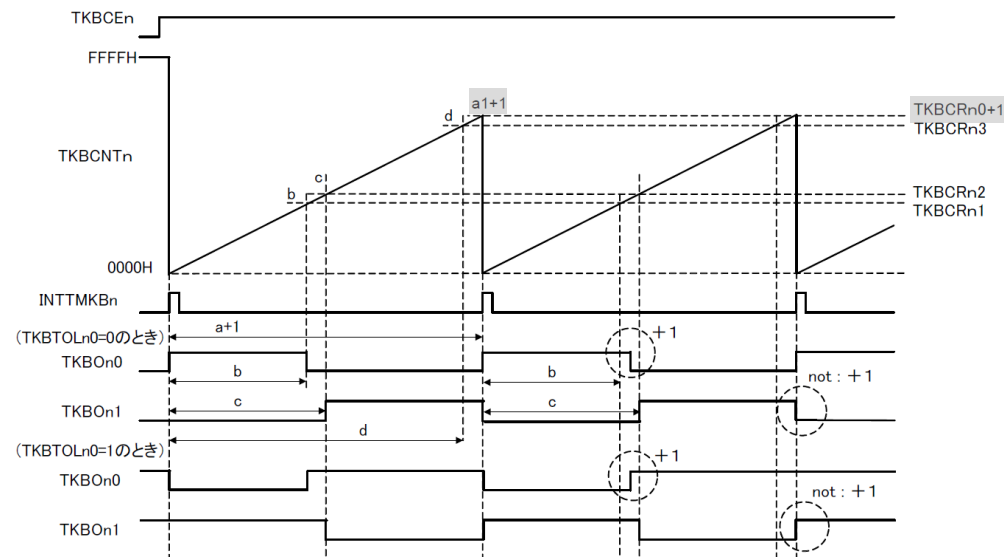 TKBCEn
FFFFH
a1+1
TKBCRn0+1
d
TKBCRn3
TKBCNTn
c
b
TKBCRn2
TKBCRn1
0000H
INTTMKBn
a+1
(TKBTOLn0=0のとき)
+1
TKBOn0
b
b
not : +1
c
c
TKBOn1
d
(TKBTOLn0=1のとき)
+1
TKBOn0
not : +1
TKBOn1